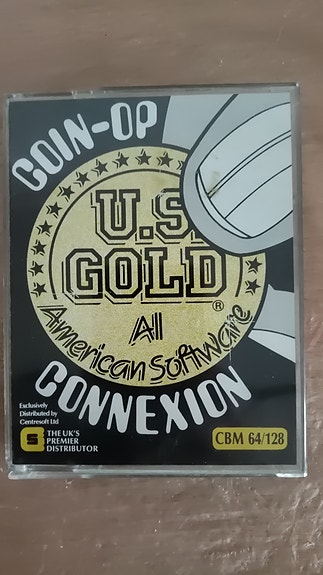 COIN-OP
U.S.
GOLD®
All
American Software
CONNEXION
Exclusively
Distributed by
Centresoft Ltd
S THE UK'S
PREMIER
DISTRIBUTOR
CBM 64/128